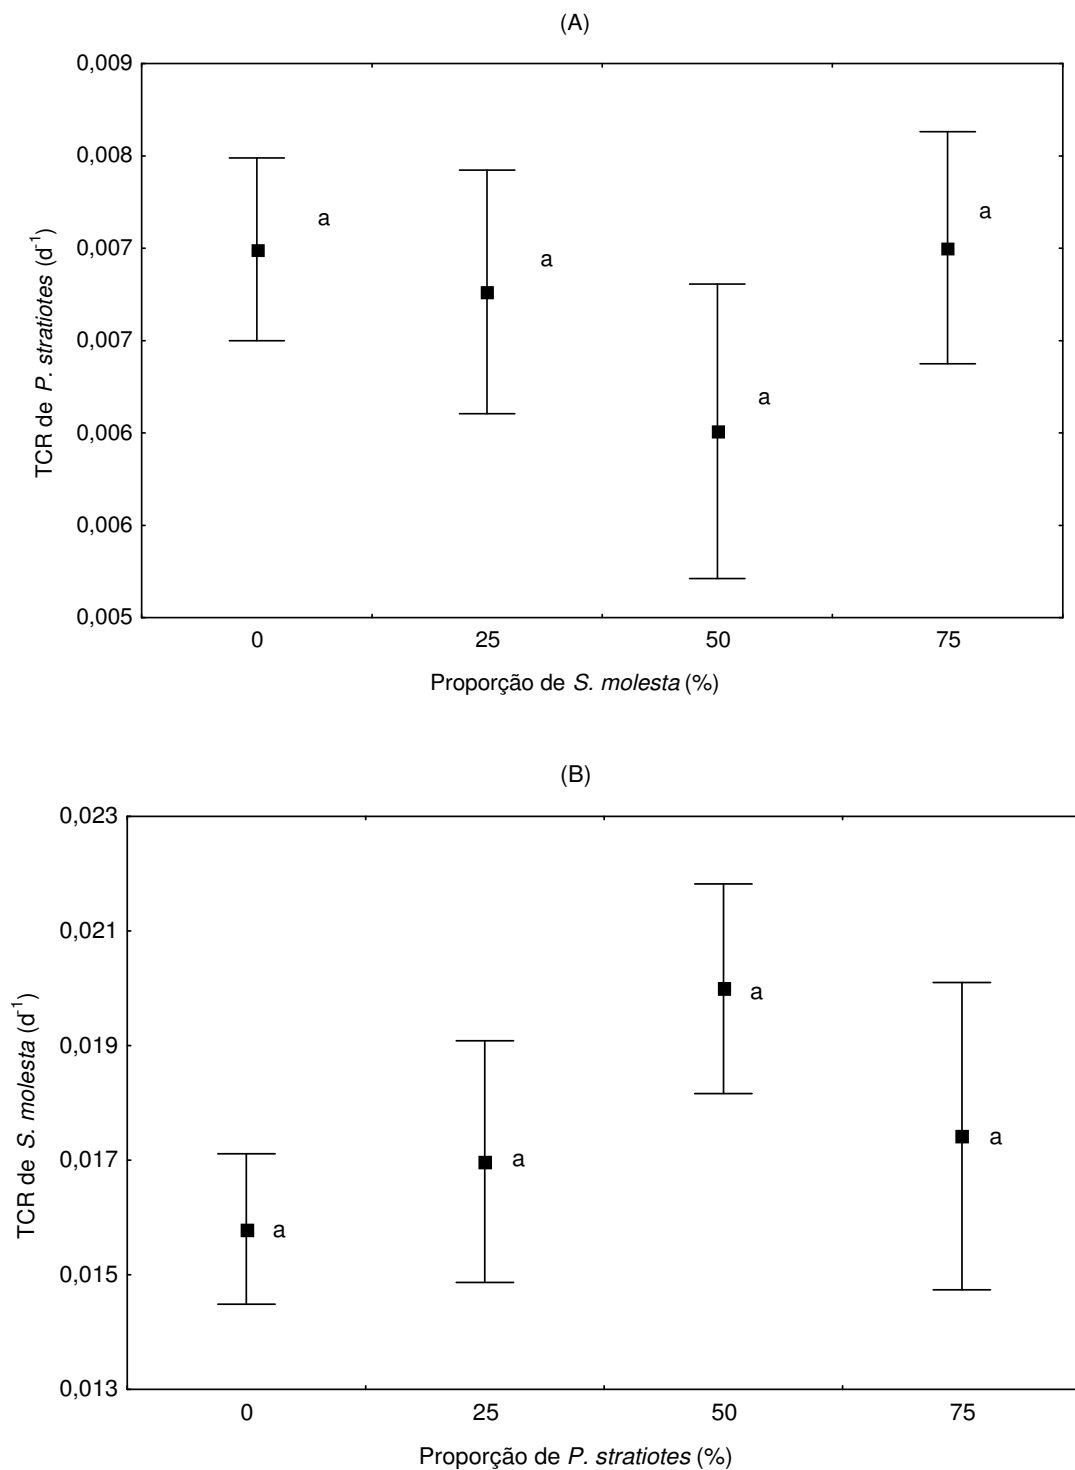 (A)
0,009
0,008
0,007
0,007
0,006
0,006
0,005
TCR de P. stratiotes (d-1)
a
a
a
a
0 25 50 75
Proporção de S. molesta (%)
(B)
0,023
0,021
0,019
0,017
0,015
0,013
TCR de S. molesta (d-1)
a
a
a
a
0 25 50 75
Proporção de P. stratiotes (%)